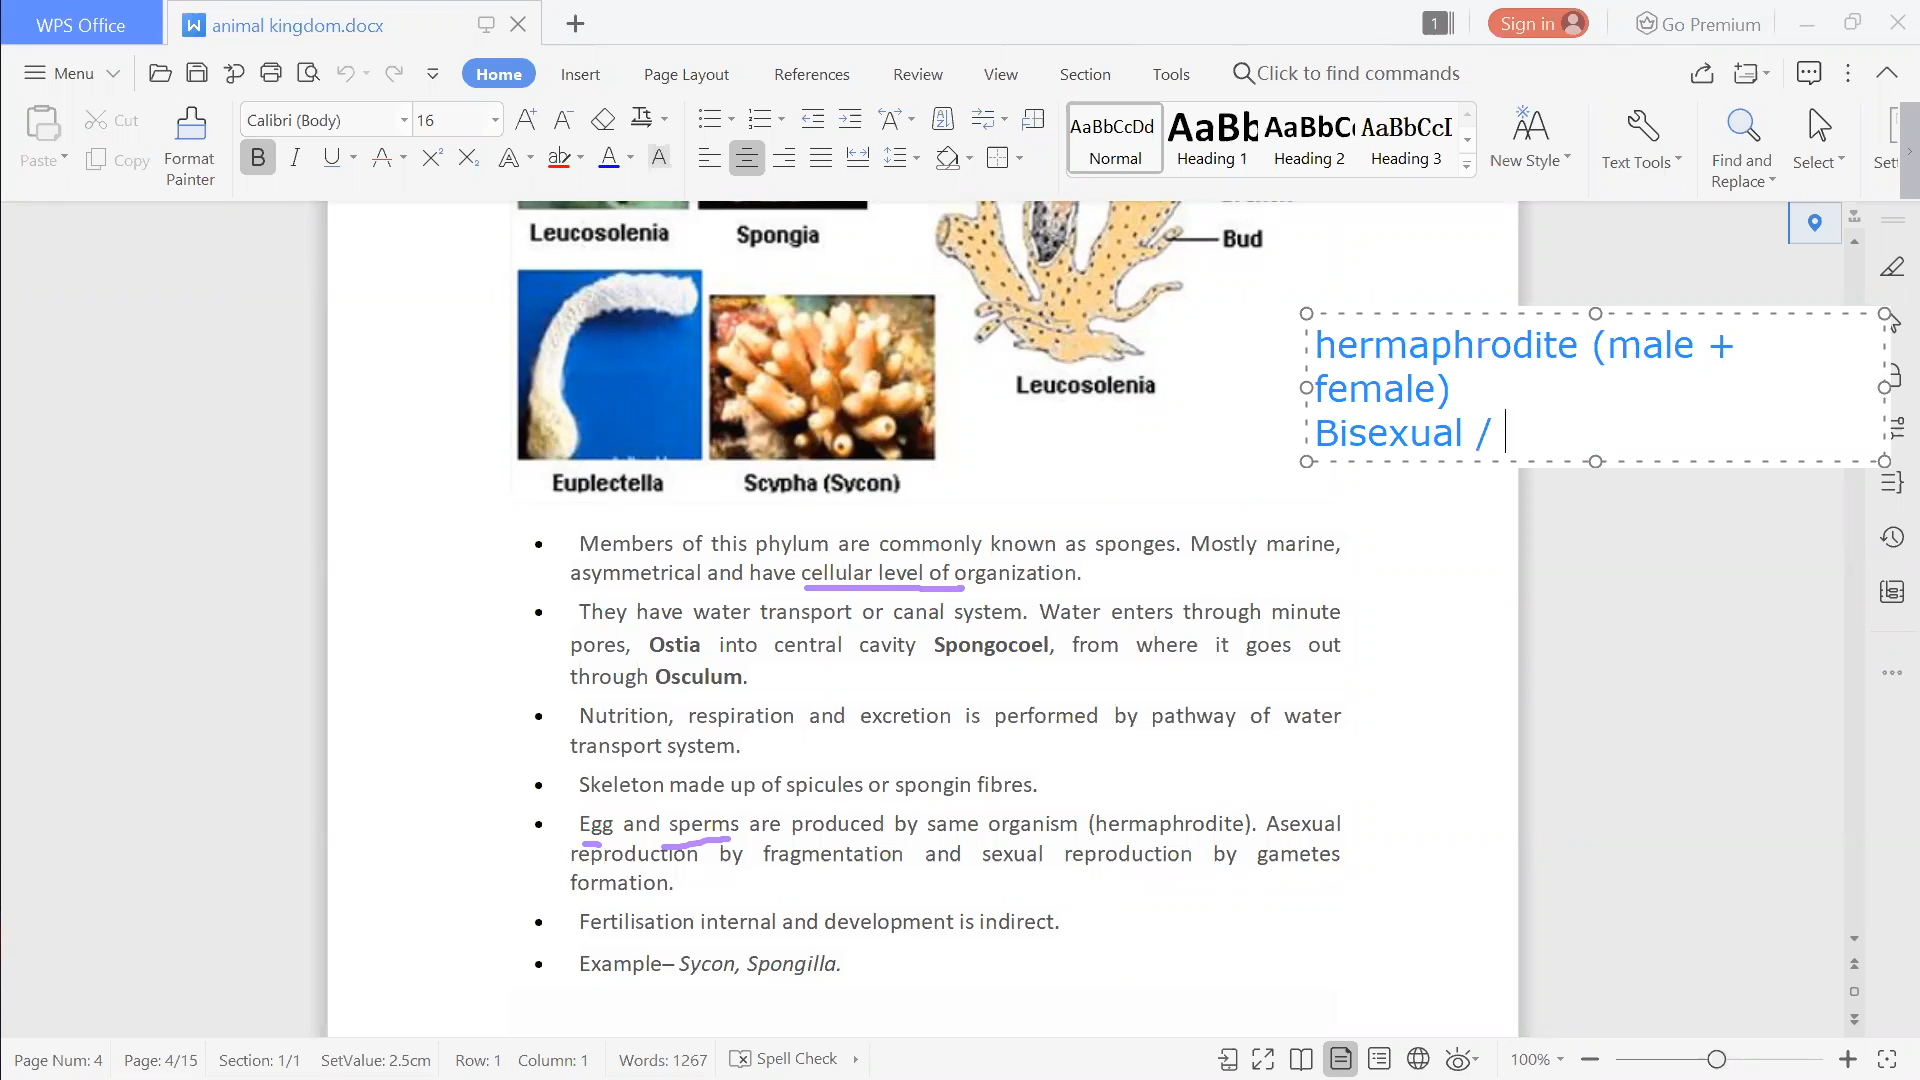 WPS Office
animal kingdom.docx
1
Sign in
Go Premium
Menu
Home
Insert
Page Layout
References
Review
View
Section
Tools
Click to find commands
Paste
Cut
Copy
Format Painter
Calibri (Body)
16
AaBbCcDd
Normal
Heading 1
Heading 2
Heading 3
New Style
Text Tools
Find and Replace
Select
Leucosolenia
Spongia
Bud
Leucosolenia
Euplectella
Scypha (Sycon)
hermaphrodite (male +
female)
Bisexual /
Members of this phylum are commonly known as sponges. Mostly marine,
asymmetrical and have cellular level of organization.
They have water transport or canal system. Water enters through minute
pores, Ostia into central cavity Spongocoel, from where it goes out
through Osculum.
Nutrition, respiration and excretion is performed by pathway of water
transport system.
Skeleton made up of spicules or spongin fibres.
Egg and sperms are produced by same organism (hermaphrodite). Asexual
reproduction by fragmentation and sexual reproduction by gametes
formation.
Fertilisation internal and development is indirect.
Example– Sycon, Spongilla.
Page Num: 4
Page: 4/15
Section: 1/1
SetValue: 2.5cm
Row: 1
Column: 1
Words: 1267
Spell Check
100%